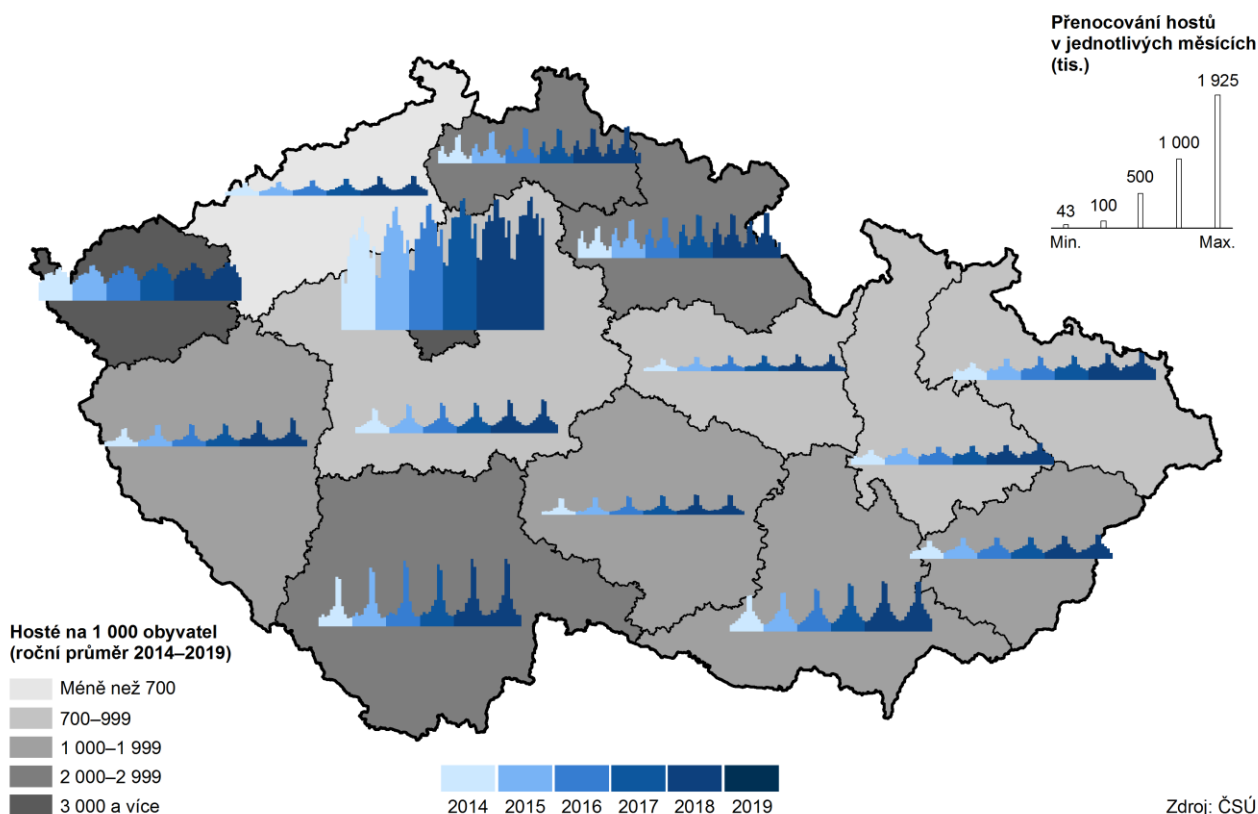 Přenocování hostů
v jednotlivých měsících
(tis.)
1 925
1 000
500
100
43
Min.
Max.
Hosté na 1 000 obyvatel
(roční průměr 2014–2019)
Méně než 700
700–999
1 000–1 999
2 000–2 999
3 000 a více
2014 2015 2016 2017 2018 2019
Zdroj: ČSÚ